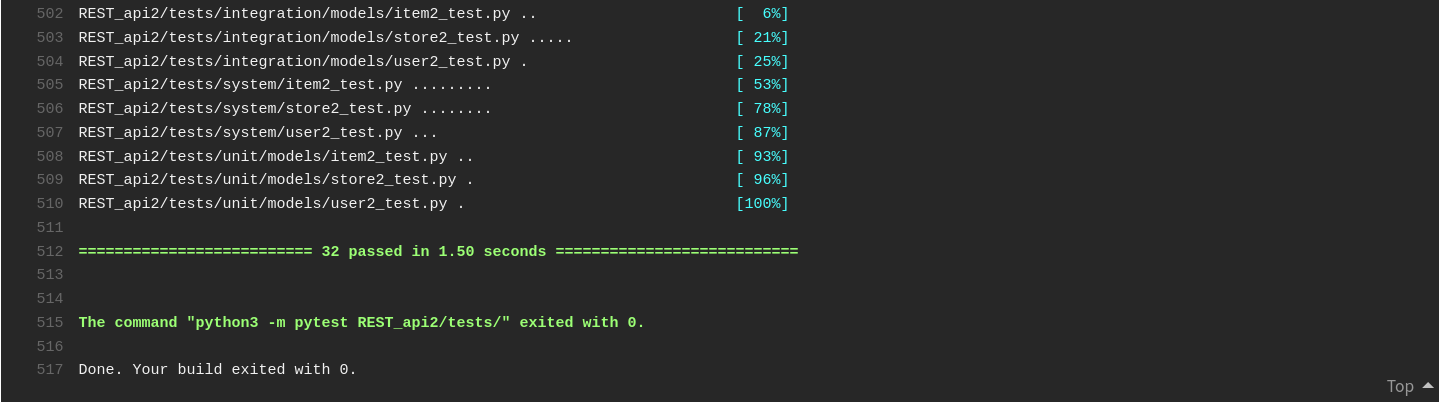 502 REST_api2/tests/integration/models/item2_test.py .. [  6%]
503 REST_api2/tests/integration/models/store2_test.py ..... [ 21%]
504 REST_api2/tests/integration/models/user2_test.py . [ 25%]
505 REST_api2/tests/system/item2_test.py ......... [ 53%]
506 REST_api2/tests/system/store2_test.py ........ [ 78%]
507 REST_api2/tests/system/user2_test.py ... [ 87%]
508 REST_api2/tests/unit/models/item2_test.py .. [ 93%]
509 REST_api2/tests/unit/models/store2_test.py . [ 96%]
510 REST_api2/tests/unit/models/user2_test.py . [100%]
511
512 ========================== 32 passed in 1.50 seconds ===========================
513
514
515 The command "python3 -m pytest REST_api2/tests/" exited with 0.
516
517 Done. Your build exited with 0.
Top